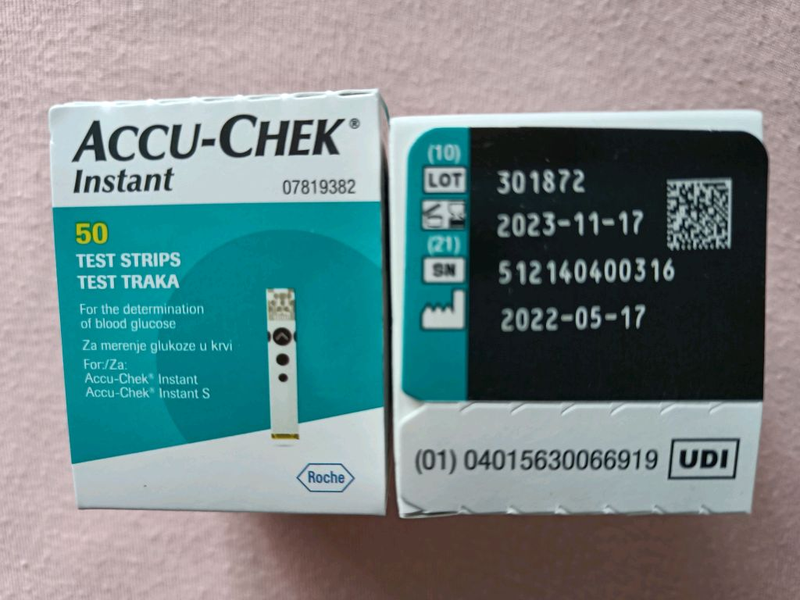 ACCU-CHEK®
Instant
07819382
50
TEST STRIPS
TEST TRAKA
For the determination
of blood glucose
Za merenje glukoze u krvi
For:/Za:
Accu-Chek® Instant
Accu-Chek® Instant S
Roche
(10)
LOT 301872
2023-11-17
(21)
SN 512140400316
2022-05-17
(01) 04015630066919 UDI